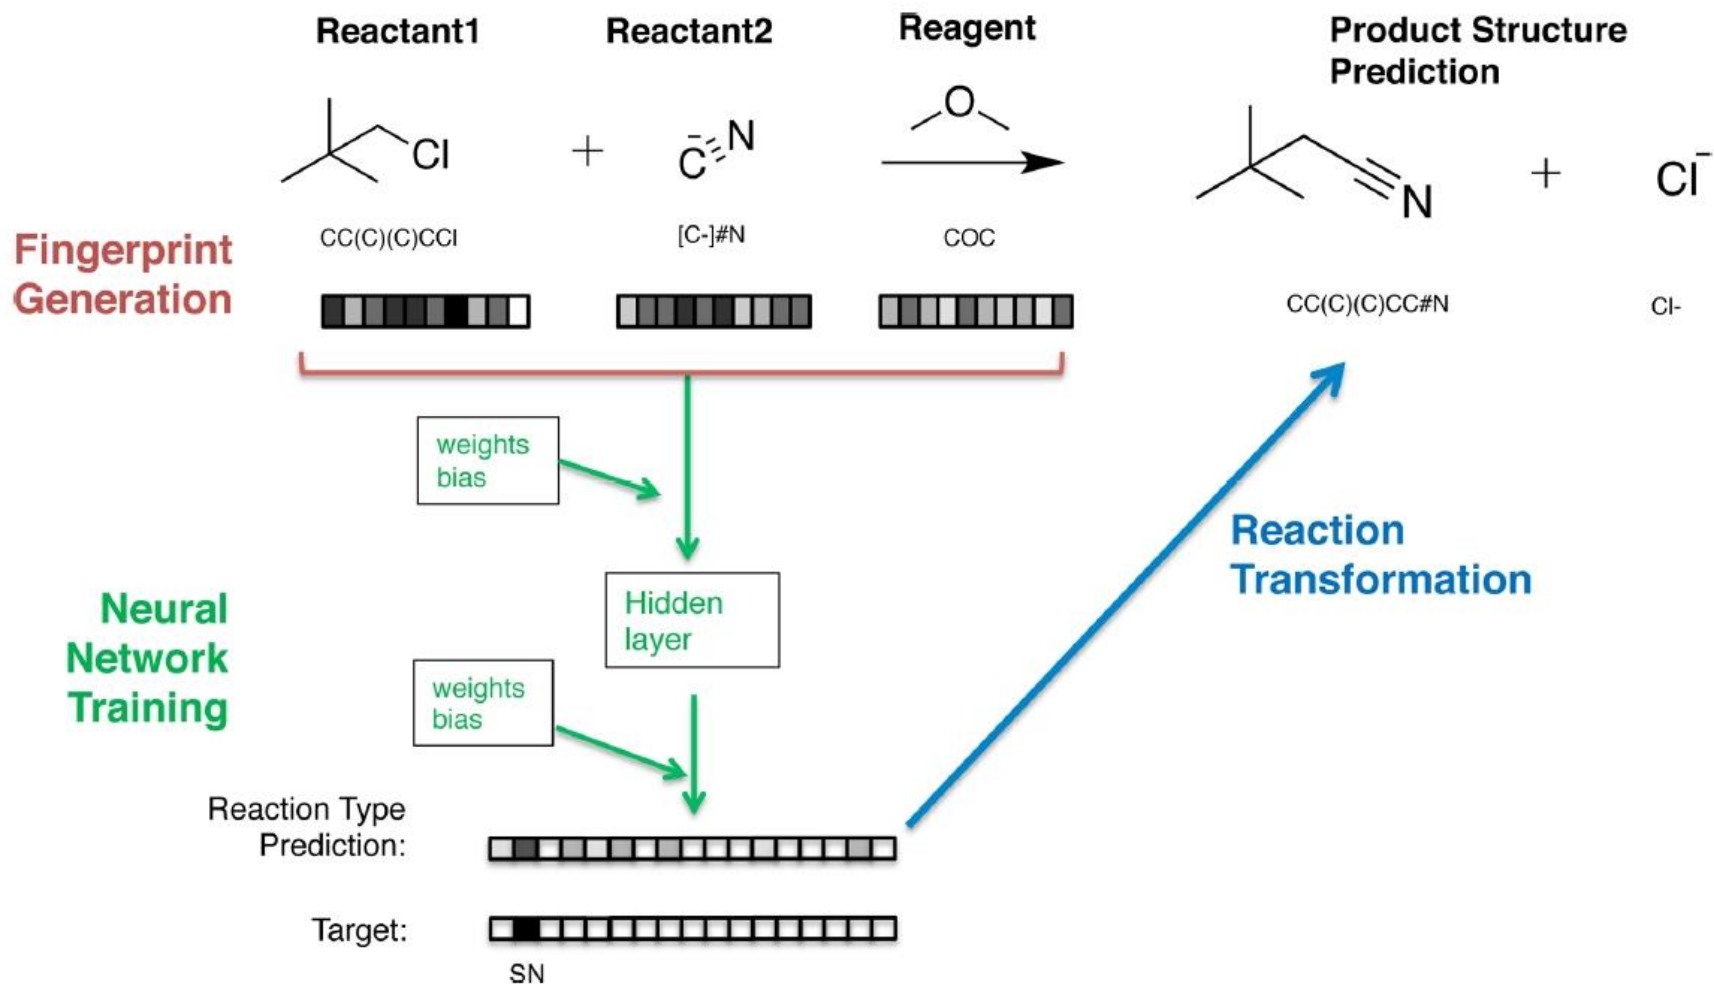 Reactant1
Reactant2
Reagent
Product Structure
Prediction
Cl
+
C̄
N
O
N
+
Cl⁻
Fingerprint
Generation
CC(C)(C)CCl
[C-]#N
COC
CC(C)(C)CC#N
Cl-
weights
bias
Hidden
layer
Neural
Network
Training
weights
bias
Reaction
Transformation
Reaction Type
Prediction:
Target:
SN